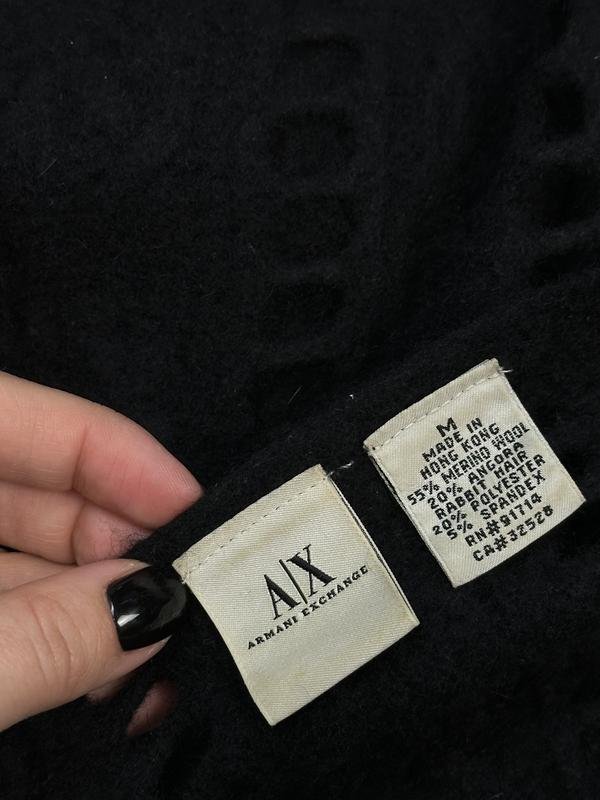 A|X
ARMANI EXCHANGE
M
MADE IN
HONG KONG
55% MERINO WOOL
20% ANGORA
RABBIT HAIR
20% POLYESTER
5% SPANDEX
RN#91714
CA#32528